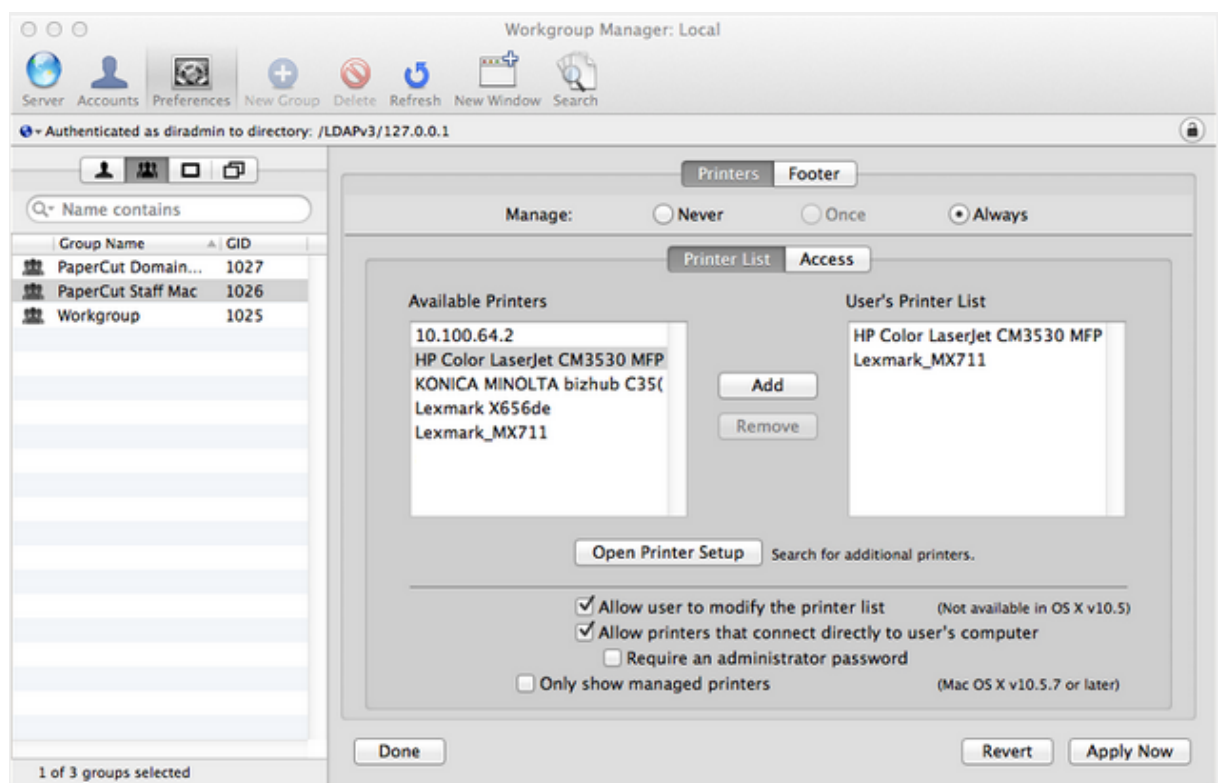 Workgroup Manager: Local
Server Accounts Preferences New Group Delete Refresh New Window Search
Authenticated as diradmin to directory: /LDAPv3/127.0.0.1
Printers Footer
Name contains
Manage: Never Once Always
Group Name GID
Printer List Access
PaperCut Domain... 1027
PaperCut Staff Mac 1026
Workgroup 1025
Available Printers
User's Printer List
10.100.64.2
HP Color LaserJet CM3530 MFP
KONICA MINOLTA bizhub C35(
Lexmark X656de
Lexmark_MX711
Add
Remove
HP Color LaserJet CM3530 MFP
Lexmark_MX711
Open Printer Setup Search for additional printers.
Allow user to modify the printer list (Not available in OS X v10.5)
Allow printers that connect directly to user's computer
Require an administrator password
Only show managed printers (Mac OS X v10.5.7 or later)
Done Revert Apply Now
1 of 3 groups selected